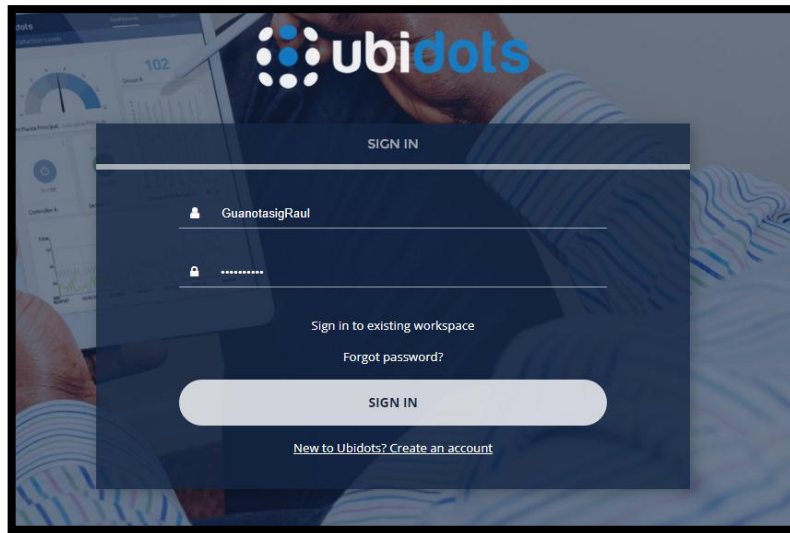 ubidots
102
SIGN IN
GuanotasigRaul
••••••••••
Sign in to existing workspace
Forgot password?
SIGN IN
New to Ubidots? Create an account